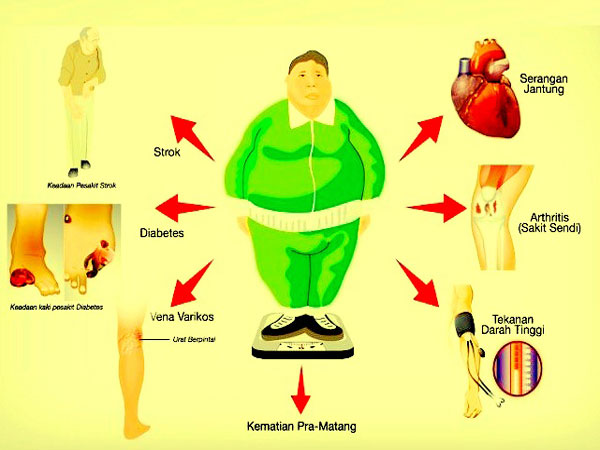 Strok
Keadaan Pesakit Strok
Diabetes
Keadaan kaki pesakit Diabetes
Vena Varikos
Urat Berpintal
Kematian Pra-Matang
Serangan
Jantung
Arthritis
(Sakit Sendi)
Tekanan
Darah Tinggi